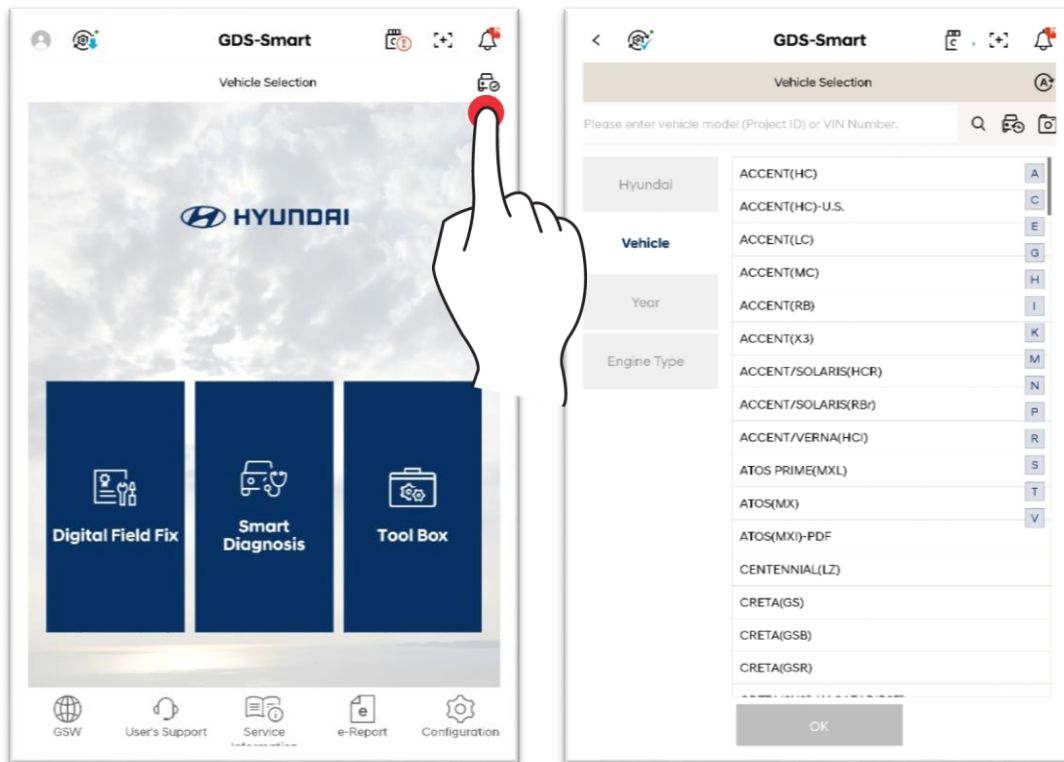 GDS-Smart
Vehicle Selection
HYUNDAI
Digital Field Fix
Smart
Diagnosis
Tool Box
GSW
User's Support
Service
e-Report
Configuration
GDS-Smart
Vehicle Selection
Please enter vehicle model (Project ID) or VIN Number.
Hyundai
Vehicle
Year
Engine Type
ACCENT(HC)
ACCENT(HC)-U.S.
ACCENT(LC)
ACCENT(MC)
ACCENT(RB)
ACCENT(X3)
ACCENT/SOLARIS(HCR)
ACCENT/SOLARIS(RBr)
ACCENT/VERNA(HCI)
ATOS PRIME(MXL)
ATOS(MX)
ATOS(MXI)-PDF
CENTENNIAL(LZ)
CRETA(GS)
CRETA(GSB)
CRETA(GSR)
A
C
E
G
H
I
K
M
N
P
R
S
T
V
OK